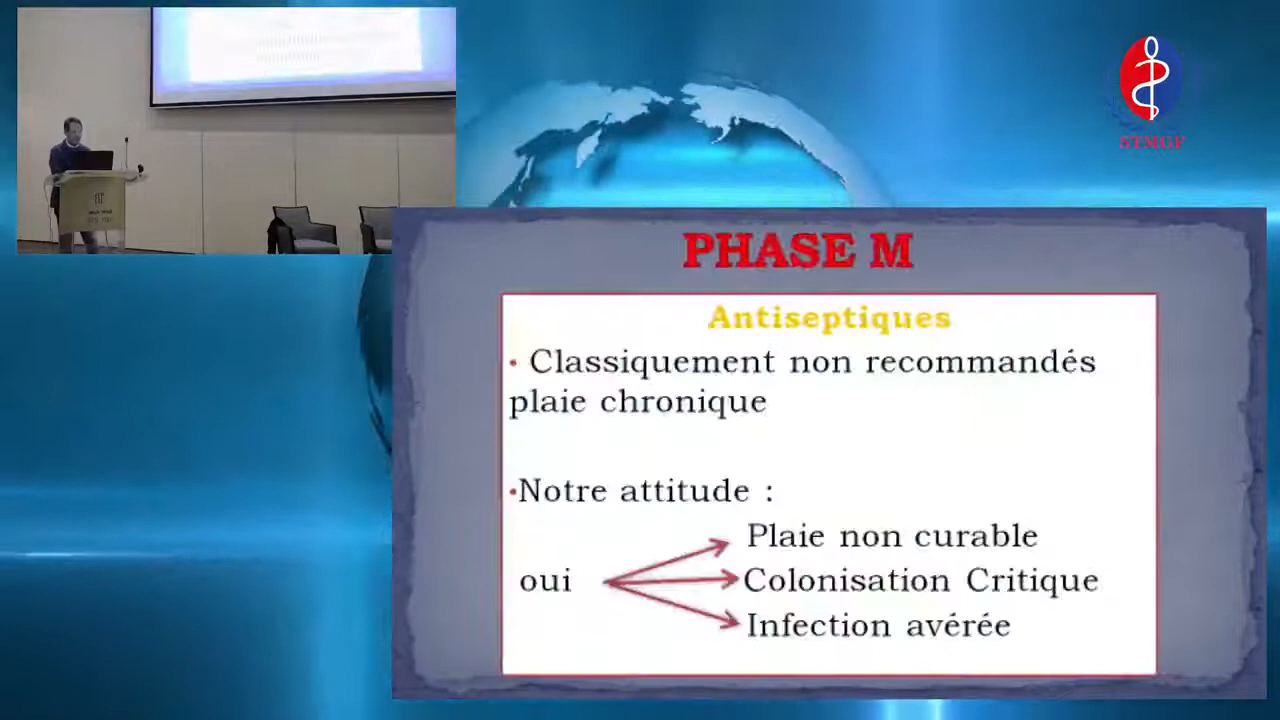 STMGF
PHASE M
Antiseptiques
• Classiquement non recommandés
plaie chronique
•Notre attitude :
Plaie non curable
oui
Colonisation Critique
Infection avérée